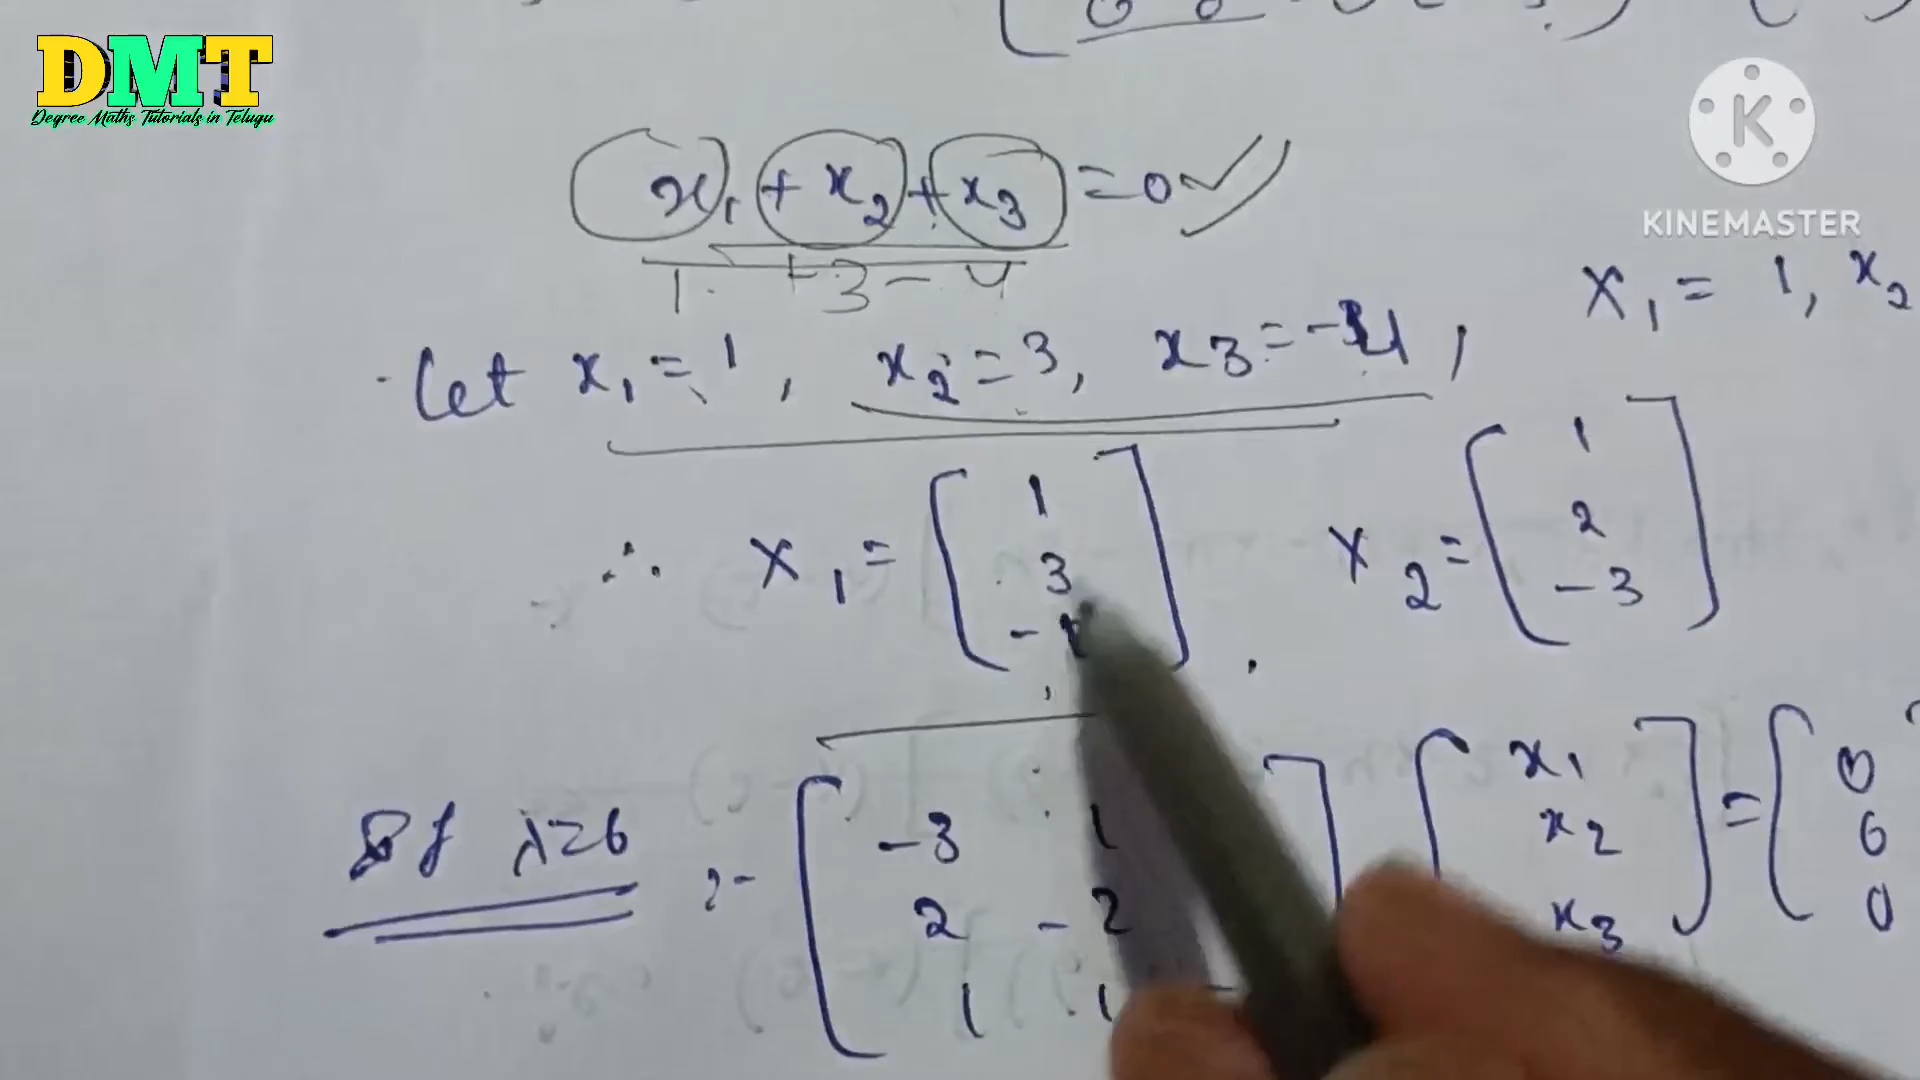 DMT
Degree Maths Tutorials in Telugu
KINEMASTER
x₁ + x₂ + x₃ = 0 ✓
1 + 3 - 4
Let x₁ = 1, x₂ = 3, x₃ = -4,
X₁ = 1, x₂
∴ X₁ = [ 1 3 -4 ] X₂ = [ 1 2 -3 ]
If λ=6 :- [ -3 1
2 -2
1 1
[ x₁ x₂ x₃ ] = [ 0 0 0